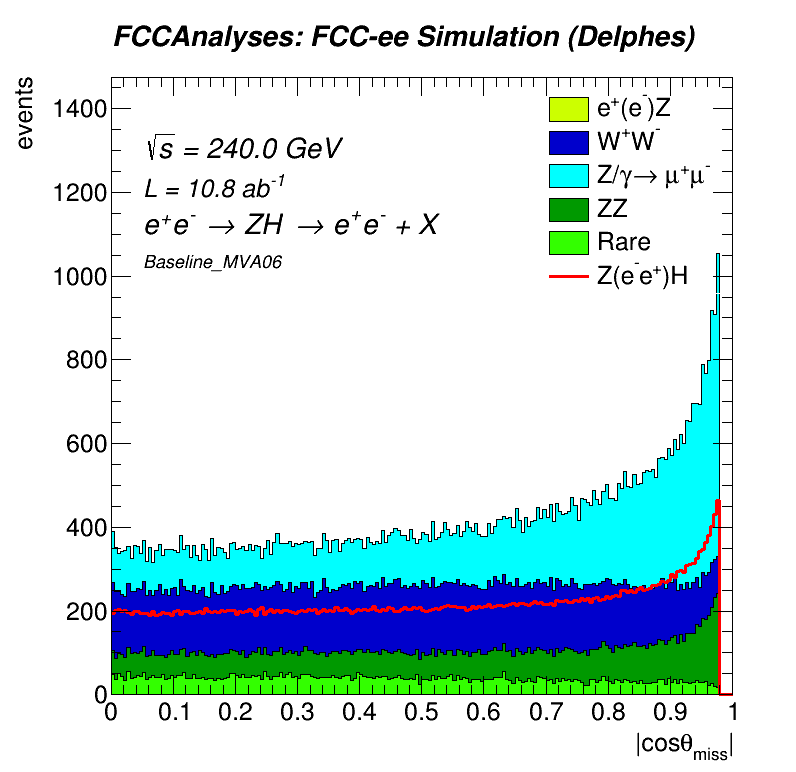 FCCAnalyses: FCC-ee Simulation (Delphes)
events
1400
1200
1000
800
600
400
200
0
√s = 240.0 GeV
L = 10.8 ab⁻¹
e⁺e⁻ → ZH → e⁺e⁻ + X
Baseline_MVA06
e⁺(e⁻)Z
W⁺W⁻
Z/γ→ μ⁺μ⁻
ZZ
Rare
Z(e⁻e⁺)H
0 0.1 0.2 0.3 0.4 0.5 0.6 0.7 0.8 0.9 1
|cosθ_miss|